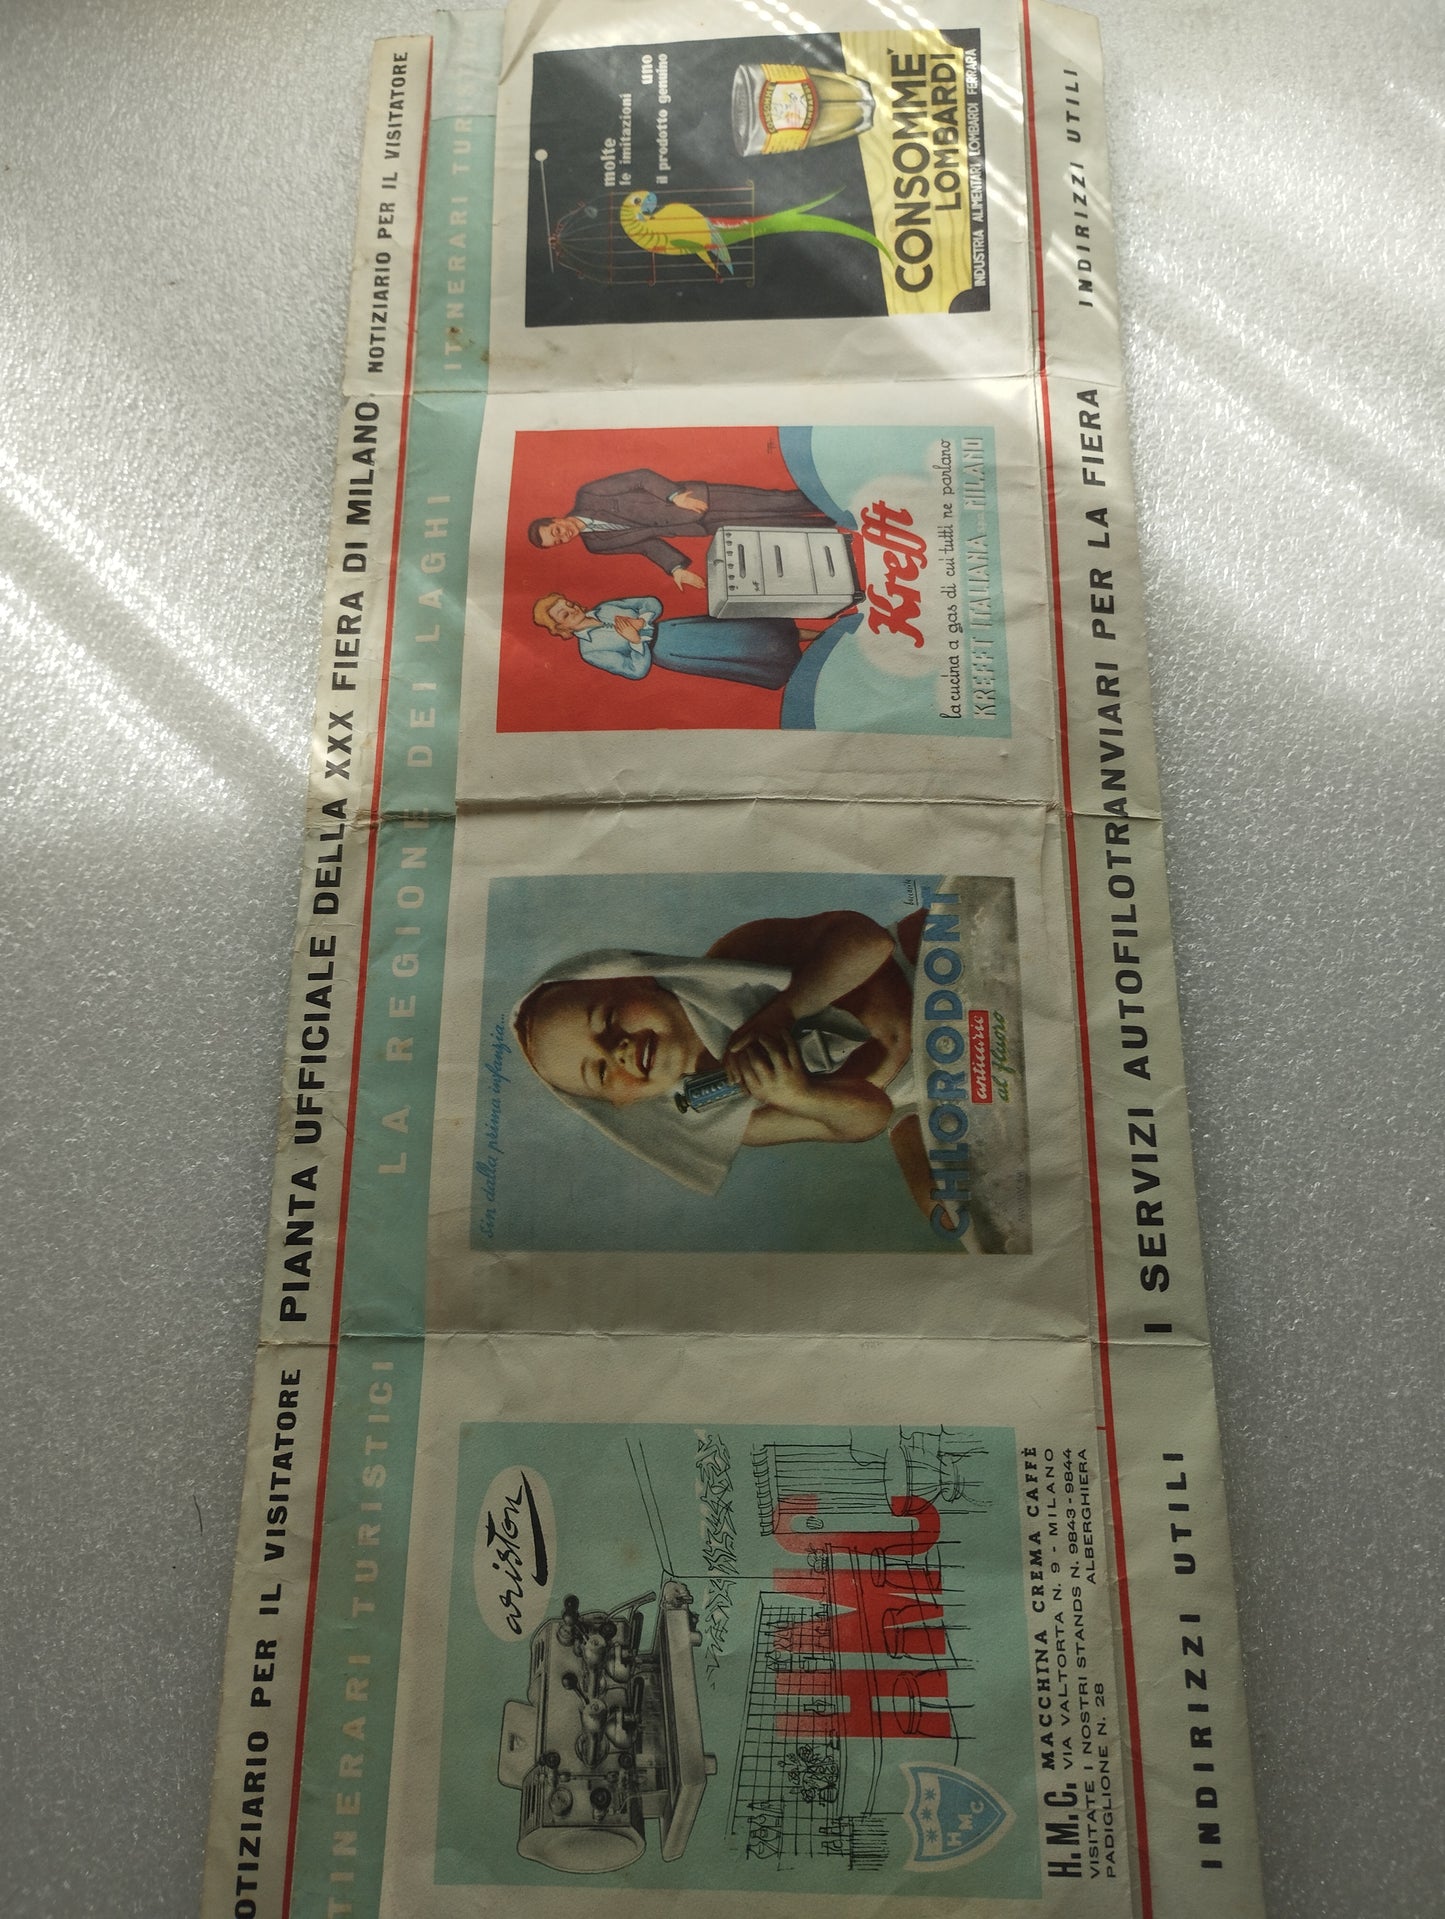 NOTIZIARIO PER IL VISITATORE
PIANTA UFFICIALE DELLA XXX FIERA DI MILANO
NOTIZIARIO PER IL VISITATORE
ITINERARI TURISTICI
LA REGIONE DEI LAGHI
ITINERARI TUR
ariston
HMC
HMC
H.M.C. MACCHINA CREMA CAFFÈ
VIA VALTORTA N. 9 - MILANO
VISITATE I NOSTRI STANDS N. 9843-9844
PADIGLIONE N. 28 ALBERGHIERA
Sin dalla prima infanzia...
CHLORODONT
anticarie
al fluoro
Krefft
la cucina a gas di cui tutti ne parlano
KREFFT ITALIANA MILANO
molte
le imitazioni
uno
il prodotto genuino
CONSOMMÉ
LOMBARDI
CONSOMMÈ
LOMBARDI
INDUSTRIA ALIMENTARI LOMBARDI FERRARA
INDIRIZZI UTILI
I SERVIZI AUTOFILOTRANVIARI PER LA FIERA
INDIRIZZI UTILI